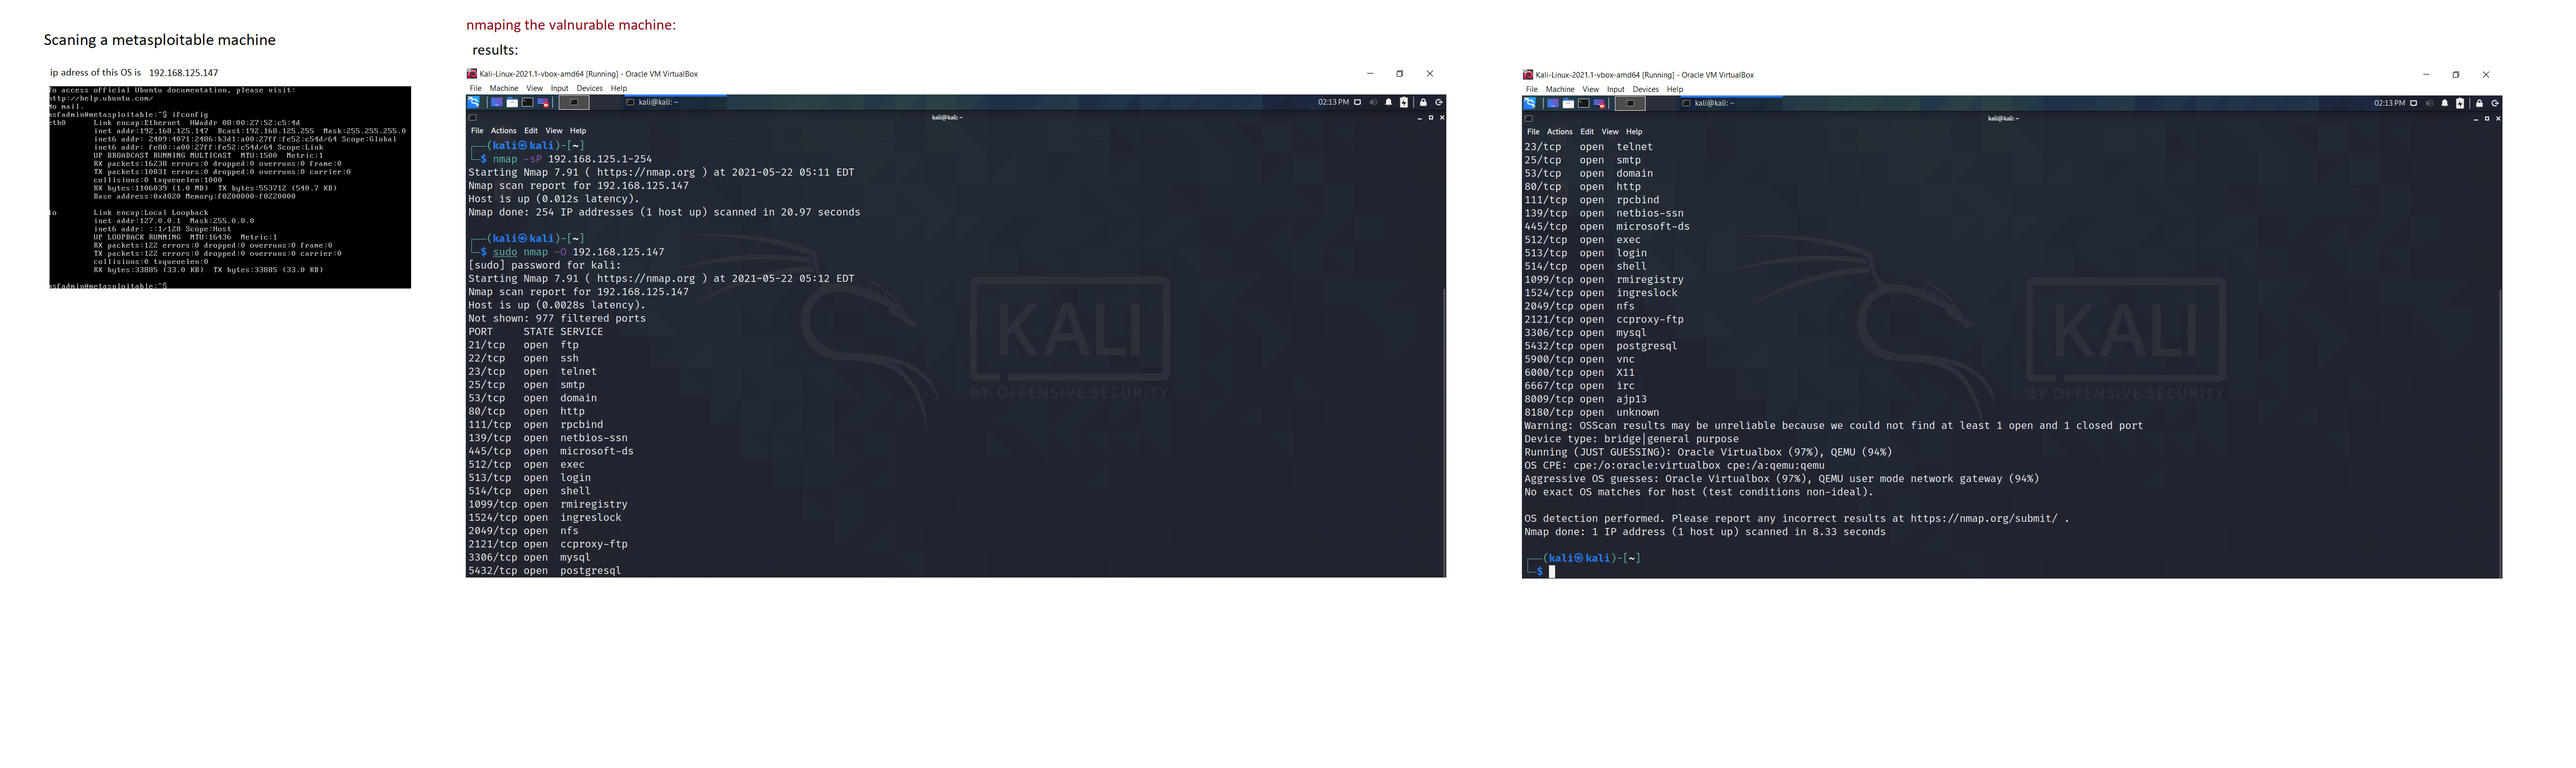 Scaning a metasploitable machine
ip adress of this OS is 192.168.125.147
To access official Ubuntu documentation, please visit:
http://help.ubuntu.com/
No mail.
msfadmin@metasploitable:~$ ifconfig
eth0 Link encap:Ethernet HWaddr 08:00:27:52:c5:4d
inet addr:192.168.125.147 Bcast:192.168.125.255 Mask:255.255.255.0
inet6 addr: 2409:4071:2486:b3d1:a00:27ff:fe52:c54d/64 Scope:Global
inet6 addr: fe80::a00:27ff:fe52:c54d/64 Scope:Link
UP BROADCAST RUNNING MULTICAST MTU:1500 Metric:1
RX packets:16238 errors:0 dropped:0 overruns:0 frame:0
TX packets:10031 errors:0 dropped:0 overruns:0 carrier:0
collisions:0 txqueuelen:1000
RX bytes:1106039 (1.0 MB) TX bytes:553712 (540.7 KB)
Base address:0xd020 Memory:f0200000-f0220000
lo Link encap:Local Loopback
inet addr:127.0.0.1 Mask:255.0.0.0
inet6 addr: ::1/128 Scope:Host
UP LOOPBACK RUNNING MTU:16436 Metric:1
RX packets:122 errors:0 dropped:0 overruns:0 frame:0
TX packets:122 errors:0 dropped:0 overruns:0 carrier:0
collisions:0 txqueuelen:0
RX bytes:33885 (33.0 KB) TX bytes:33885 (33.0 KB)
msfadmin@metasploitable:~$
nmaping the valnurable machine:
results:
Kali-Linux-2021.1-vbox-amd64 [Running] - Oracle VM VirtualBox
File Machine View Input Devices Help
kali@kali: ~
02:13 PM
kali@kali: ~
File Actions Edit View Help
(kali㉿kali)-[~]
$ nmap -sP 192.168.125.1-254
Starting Nmap 7.91 ( https://nmap.org ) at 2021-05-22 05:11 EDT
Nmap scan report for 192.168.125.147
Host is up (0.012s latency).
Nmap done: 254 IP addresses (1 host up) scanned in 20.97 seconds
(kali㉿kali)-[~]
$ sudo nmap -O 192.168.125.147
[sudo] password for kali:
Starting Nmap 7.91 ( https://nmap.org ) at 2021-05-22 05:12 EDT
Nmap scan report for 192.168.125.147
Host is up (0.0028s latency).
Not shown: 977 filtered ports
PORT STATE SERVICE
21/tcp open ftp
22/tcp open ssh
23/tcp open telnet
25/tcp open smtp
53/tcp open domain
80/tcp open http
111/tcp open rpcbind
139/tcp open netbios-ssn
445/tcp open microsoft-ds
512/tcp open exec
513/tcp open login
514/tcp open shell
1099/tcp open rmiregistry
1524/tcp open ingreslock
2049/tcp open nfs
2121/tcp open ccproxy-ftp
3306/tcp open mysql
5432/tcp open postgresql
KALI
BY OFFENSIVE SECURITY
Kali-Linux-2021.1-vbox-amd64 [Running] - Oracle VM VirtualBox
File Machine View Input Devices Help
kali@kali: ~
02:13 PM
kali@kali: ~
File Actions Edit View Help
23/tcp open telnet
25/tcp open smtp
53/tcp open domain
80/tcp open http
111/tcp open rpcbind
139/tcp open netbios-ssn
445/tcp open microsoft-ds
512/tcp open exec
513/tcp open login
514/tcp open shell
1099/tcp open rmiregistry
1524/tcp open ingreslock
2049/tcp open nfs
2121/tcp open ccproxy-ftp
3306/tcp open mysql
5432/tcp open postgresql
5900/tcp open vnc
6000/tcp open X11
6667/tcp open irc
8009/tcp open ajp13
8180/tcp open unknown
Warning: OSScan results may be unreliable because we could not find at least 1 open and 1 closed port
Device type: bridge|general purpose
Running (JUST GUESSING): Oracle Virtualbox (97%), QEMU (94%)
OS CPE: cpe:/o:oracle:virtualbox cpe:/a:qemu:qemu
Aggressive OS guesses: Oracle Virtualbox (97%), QEMU user mode network gateway (94%)
No exact OS matches for host (test conditions non-ideal).
OS detection performed. Please report any incorrect results at https://nmap.org/submit/ .
Nmap done: 1 IP address (1 host up) scanned in 8.33 seconds
(kali㉿kali)-[~]
$
KALI
BY OFFENSIVE SECURITY